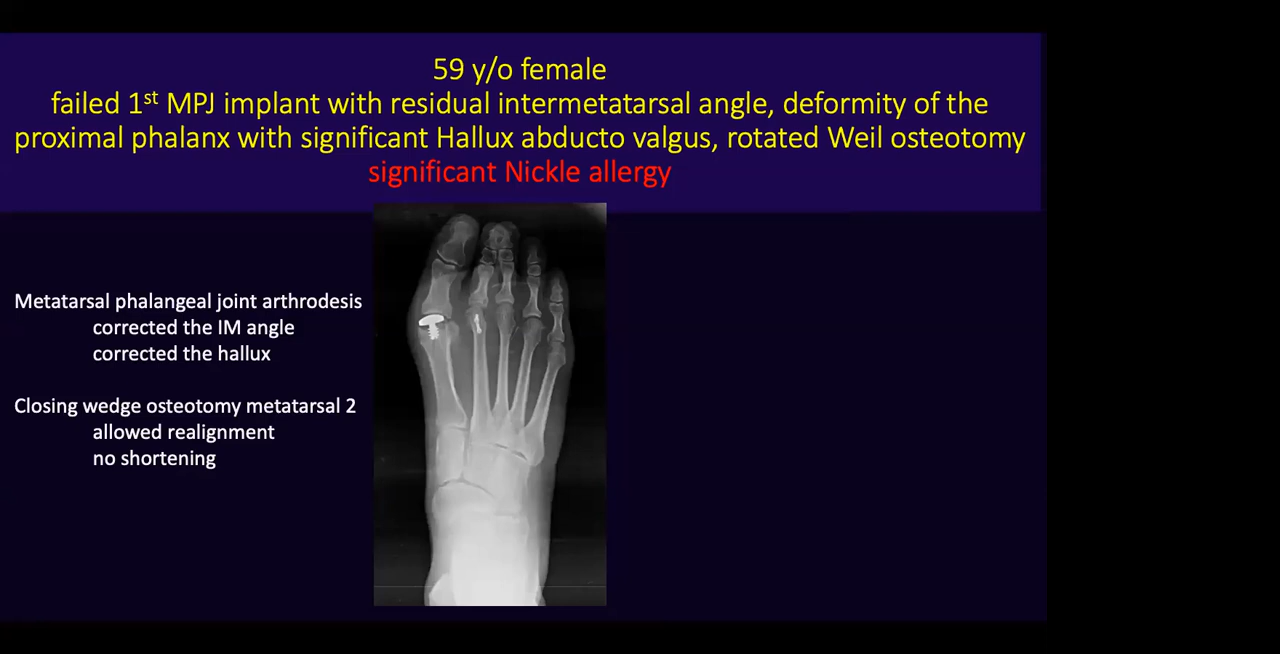 59 y/o female
failed 1st MPJ implant with residual intermetatarsal angle, deformity of the
proximal phalanx with significant Hallux abducto valgus, rotated Weil osteotomy
significant Nickle allergy
Metatarsal phalangeal joint arthrodesis
corrected the IM angle
corrected the hallux
Closing wedge osteotomy metatarsal 2
allowed realignment
no shortening